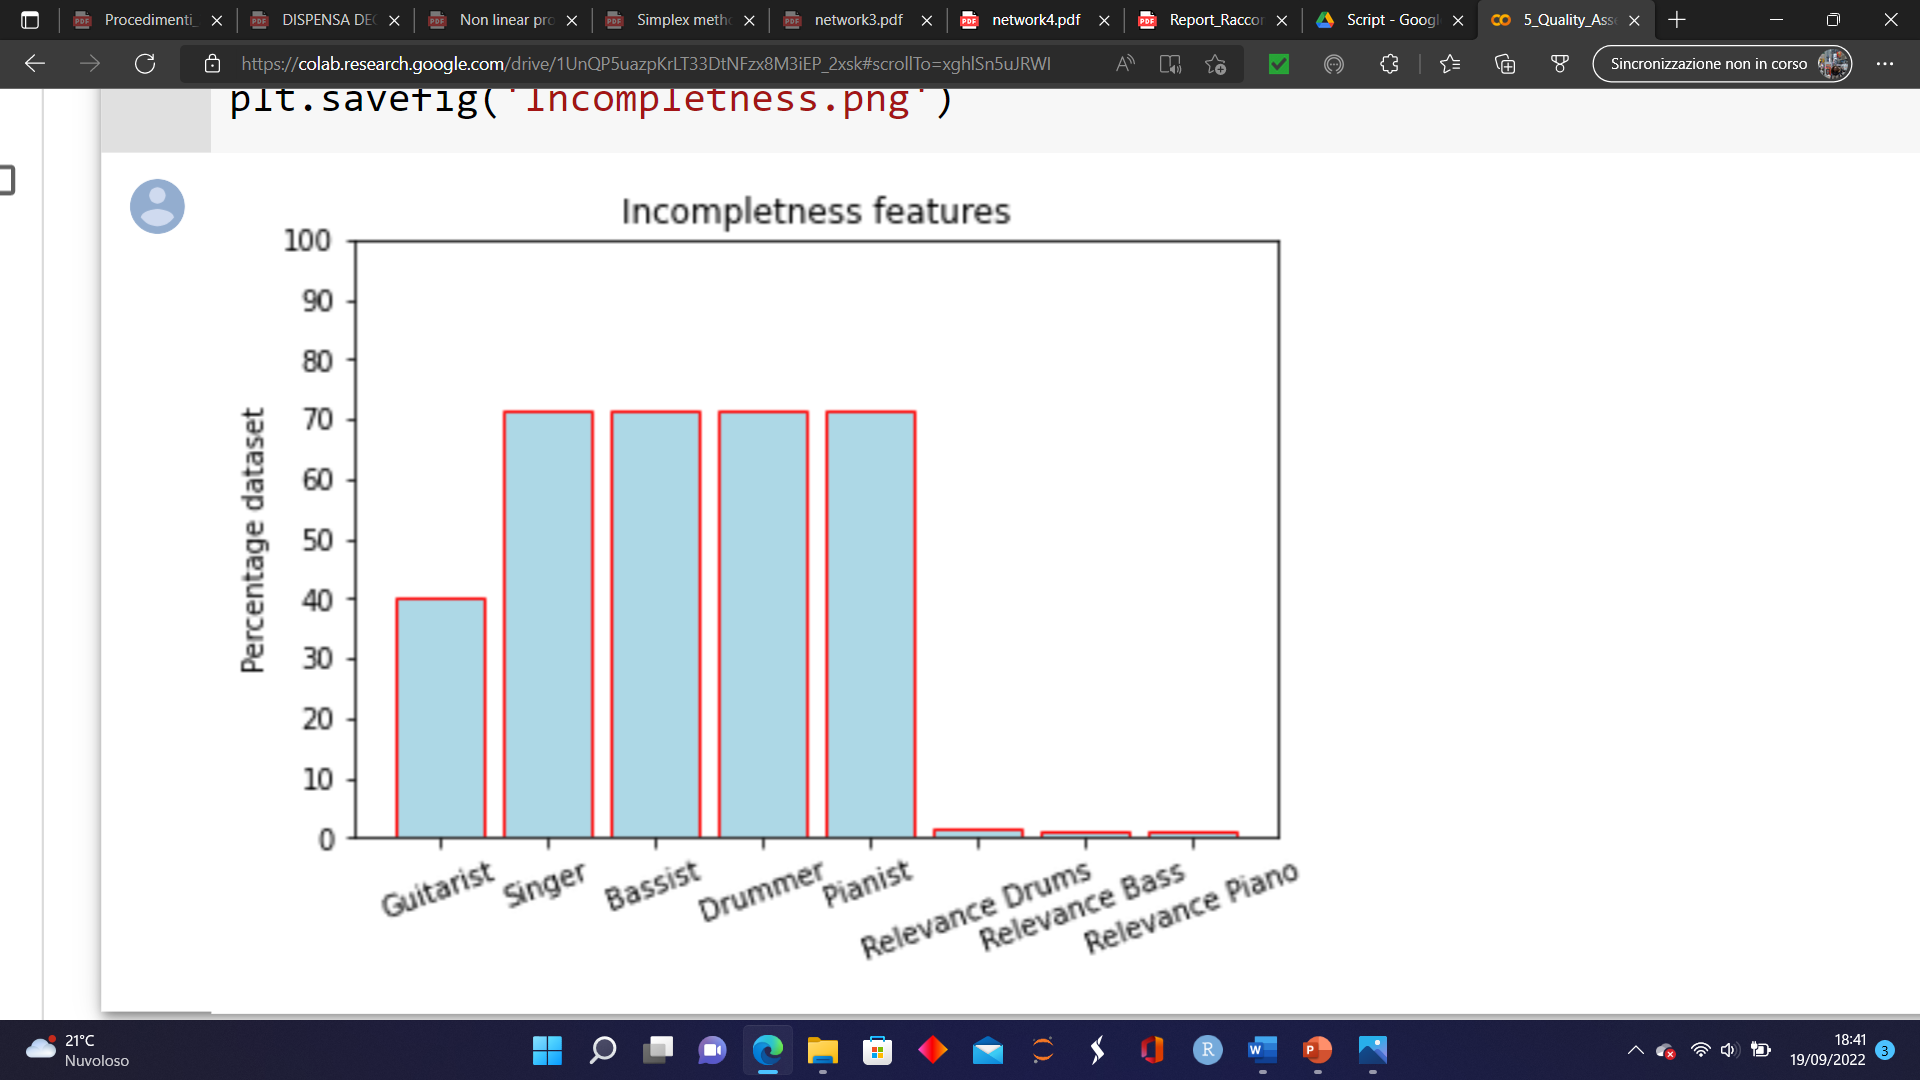 Procedimenti_
DISPENSA DEC
Non linear pro
Simplex meth
network3.pdf
network4.pdf
Report_Raccor
Script - Googl
5_Quality_Ass
https://colab.research.google.com/drive/1UnQP5uazpKrLT33DtNFzx8M3iEP_2xsk#scrollTo=xghlSn5uJRWI
Sincronizzazione non in corso
plt.savefig('Incompletness.png')
Incompletness features
100
90
80
70
60
50
40
30
20
10
0
Percentage dataset
Guitarist
Singer
Bassist
Drummer
Pianist
Relevance Drums
Relevance Bass
Relevance Piano
21°C
Nuvoloso
18:41
19/09/2022
3